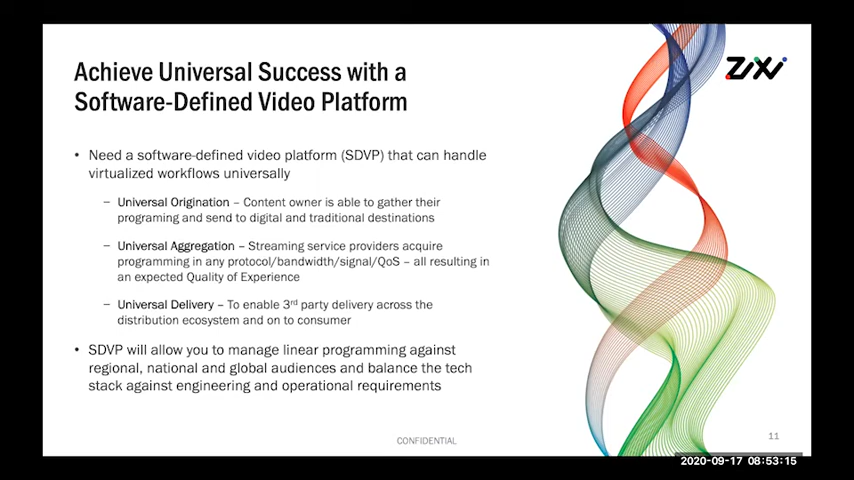 Achieve Universal Success with a
Software-Defined Video Platform
ZiXi
• Need a software-defined video platform (SDVP) that can handle
virtualized workflows universally
– Universal Origination – Content owner is able to gather their
programing and send to digital and traditional destinations
– Universal Aggregation – Streaming service providers acquire
programming in any protocol/bandwidth/signal/QoS – all resulting in
an expected Quality of Experience
– Universal Delivery – To enable 3rd party delivery across the
distribution ecosystem and on to consumer
• SDVP will allow you to manage linear programming against
regional, national and global audiences and balance the tech
stack against engineering and operational requirements
CONFIDENTIAL
11
2020-09-17 08:53:15